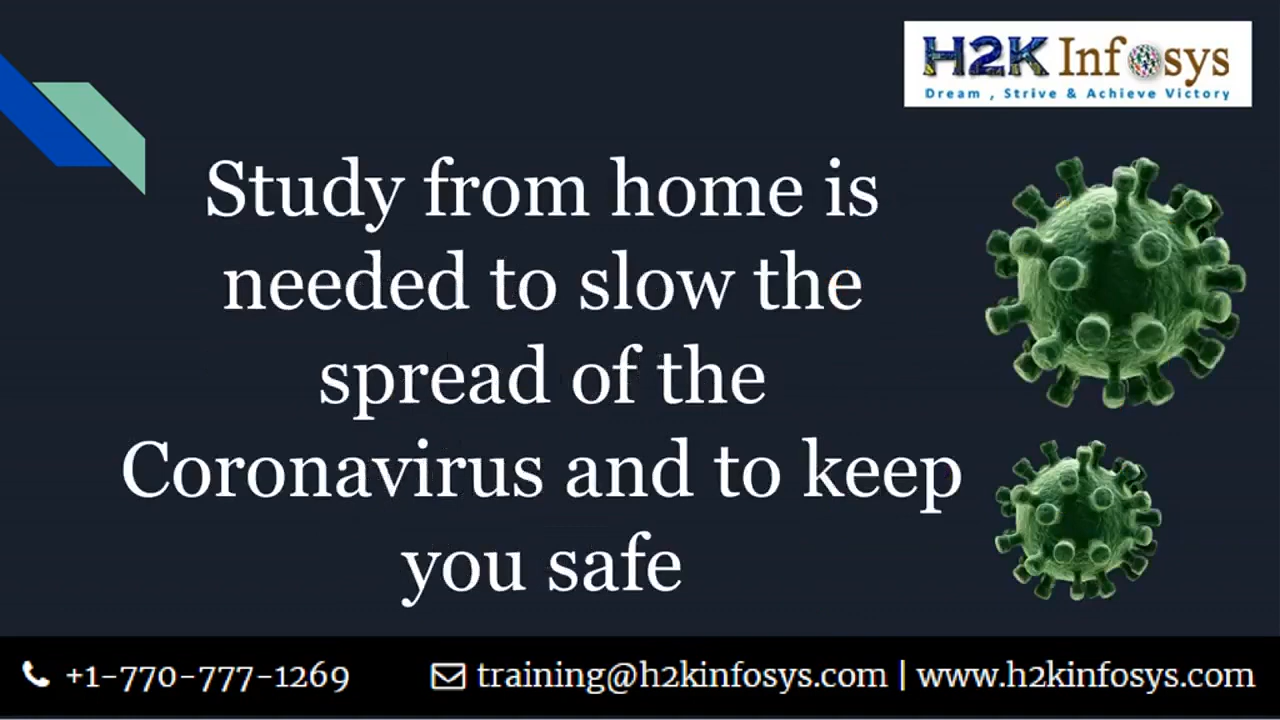 H2K Infosys
Dream , Strive & Achieve Victory
Study from home is
needed to slow the
spread of the
Coronavirus and to keep
you safe
+1-770-777-1269
training@h2kinfosys.com | www.h2kinfosys.com